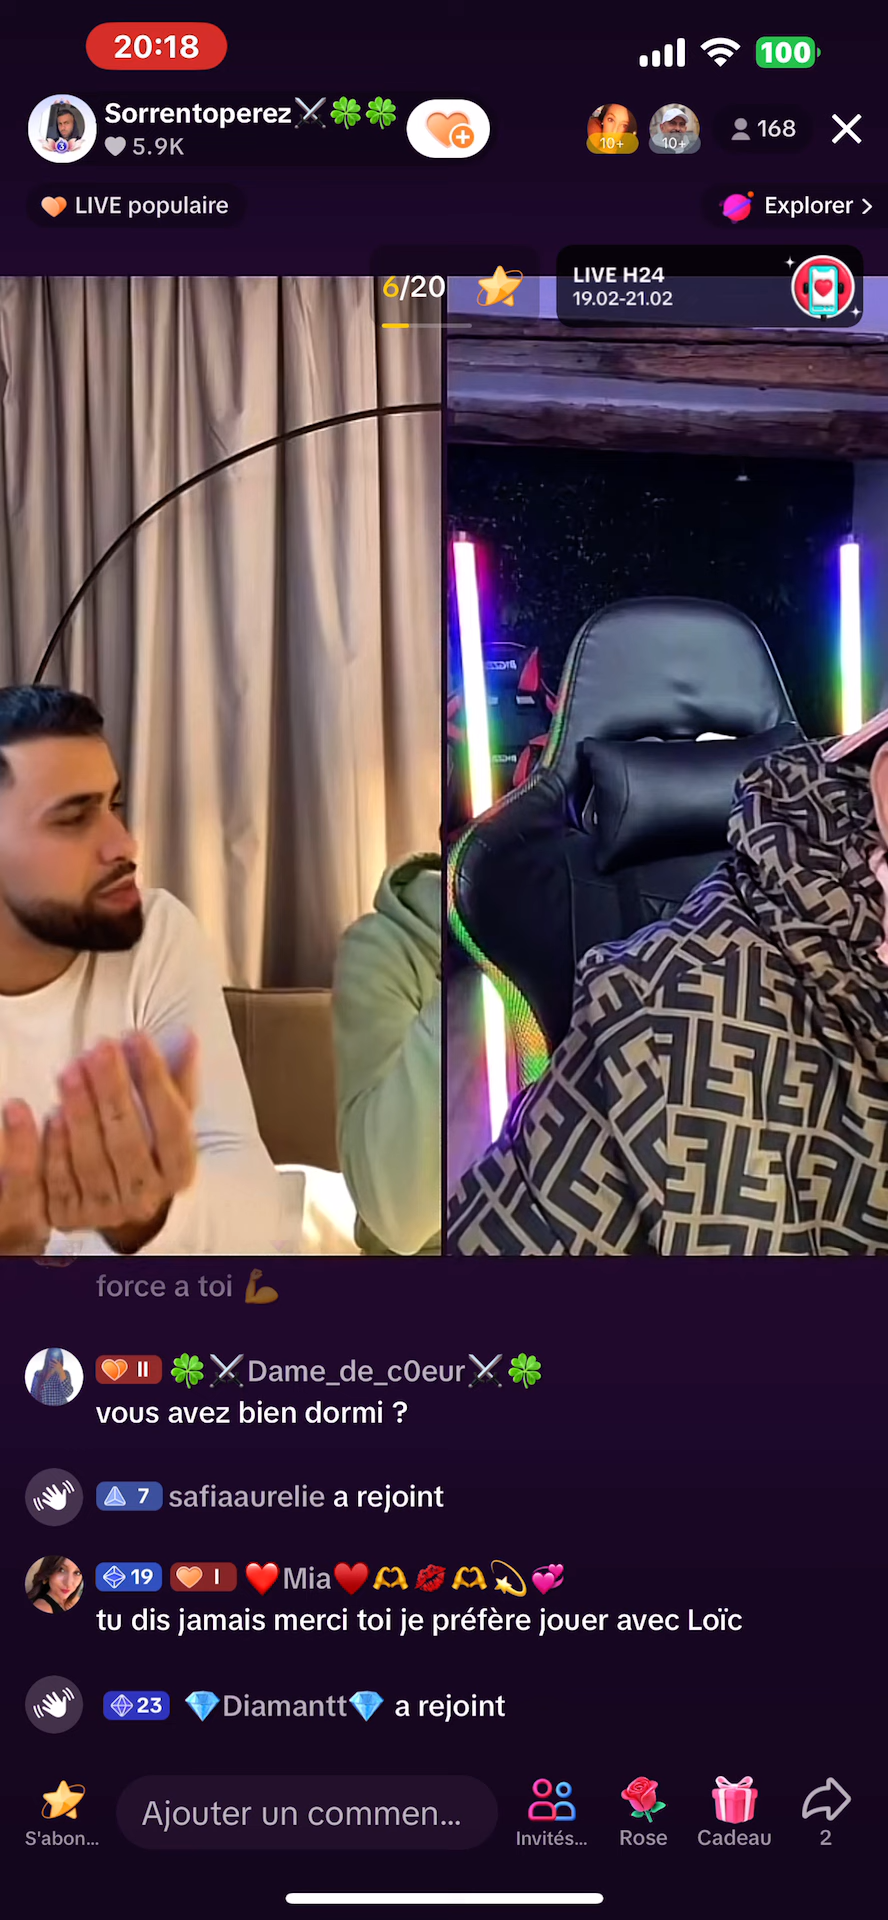 20:18
100
Sorrentoperez⚔️🍀🍀
5.9K
10+
10+
168
LIVE populaire
Explorer >
6/20
LIVE H24
19.02-21.02
force a toi 💪
II 🍀⚔️Dame_de_c0eur⚔️🍀
vous avez bien dormi ?
7 safiaaurelie a rejoint
19 I ❤️Mia❤️🫶💋🫶💫💞
tu dis jamais merci toi je préfère jouer avec Loïc
23 💎Diamantt💎 a rejoint
Ajouter un commen...
S'abon...
Invités...
Rose
Cadeau
2